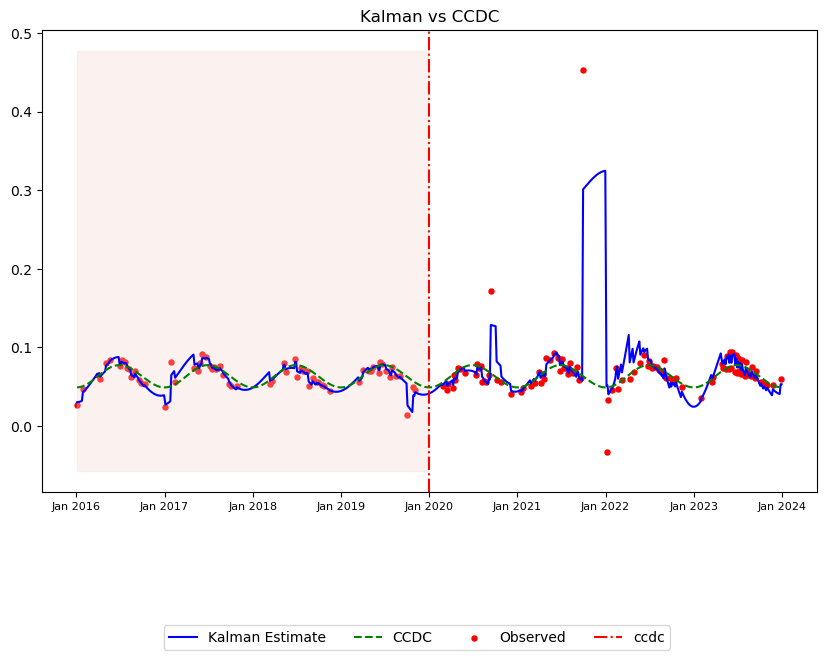 Kalman vs CCDC
0.5
0.4
0.3
0.2
0.1
0.0
Jan 2016 Jan 2017 Jan 2018 Jan 2019 Jan 2020 Jan 2021 Jan 2022 Jan 2023 Jan 2024
Kalman Estimate CCDC Observed ccdc